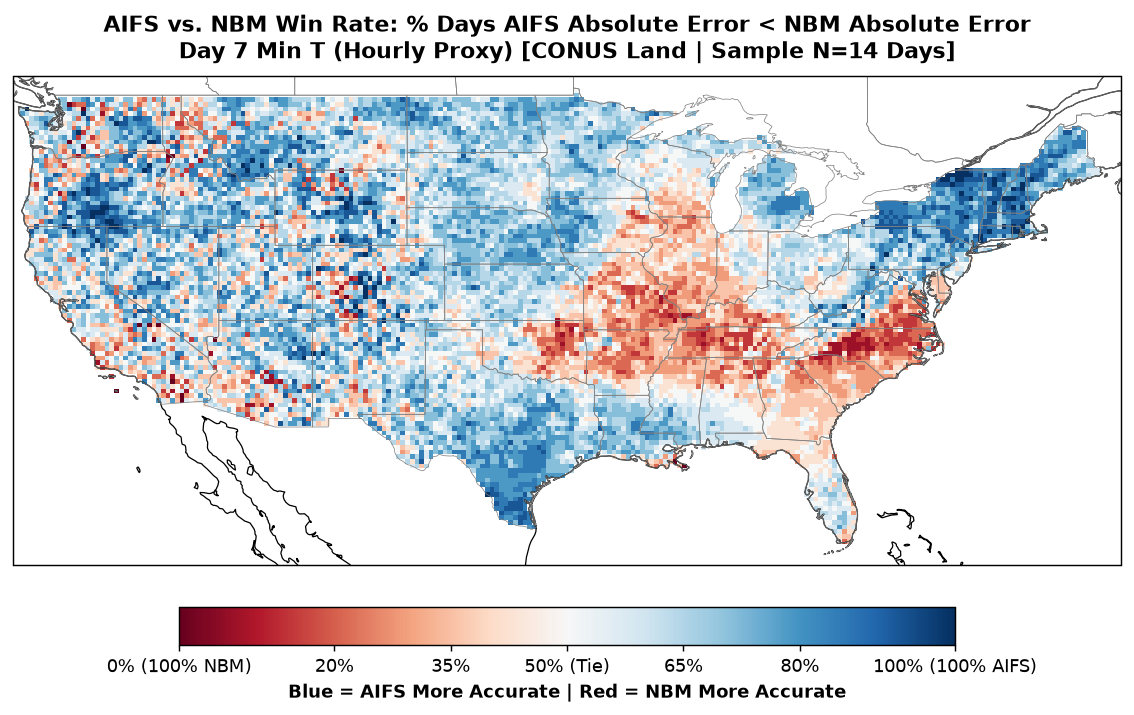 AIFS vs. NBM Win Rate: % Days AIFS Absolute Error < NBM Absolute Error
Day 7 Min T (Hourly Proxy) [CONUS Land | Sample N=14 Days]
0% (100% NBM) 20% 35% 50% (Tie) 65% 80% 100% (100% AIFS)
Blue = AIFS More Accurate | Red = NBM More Accurate